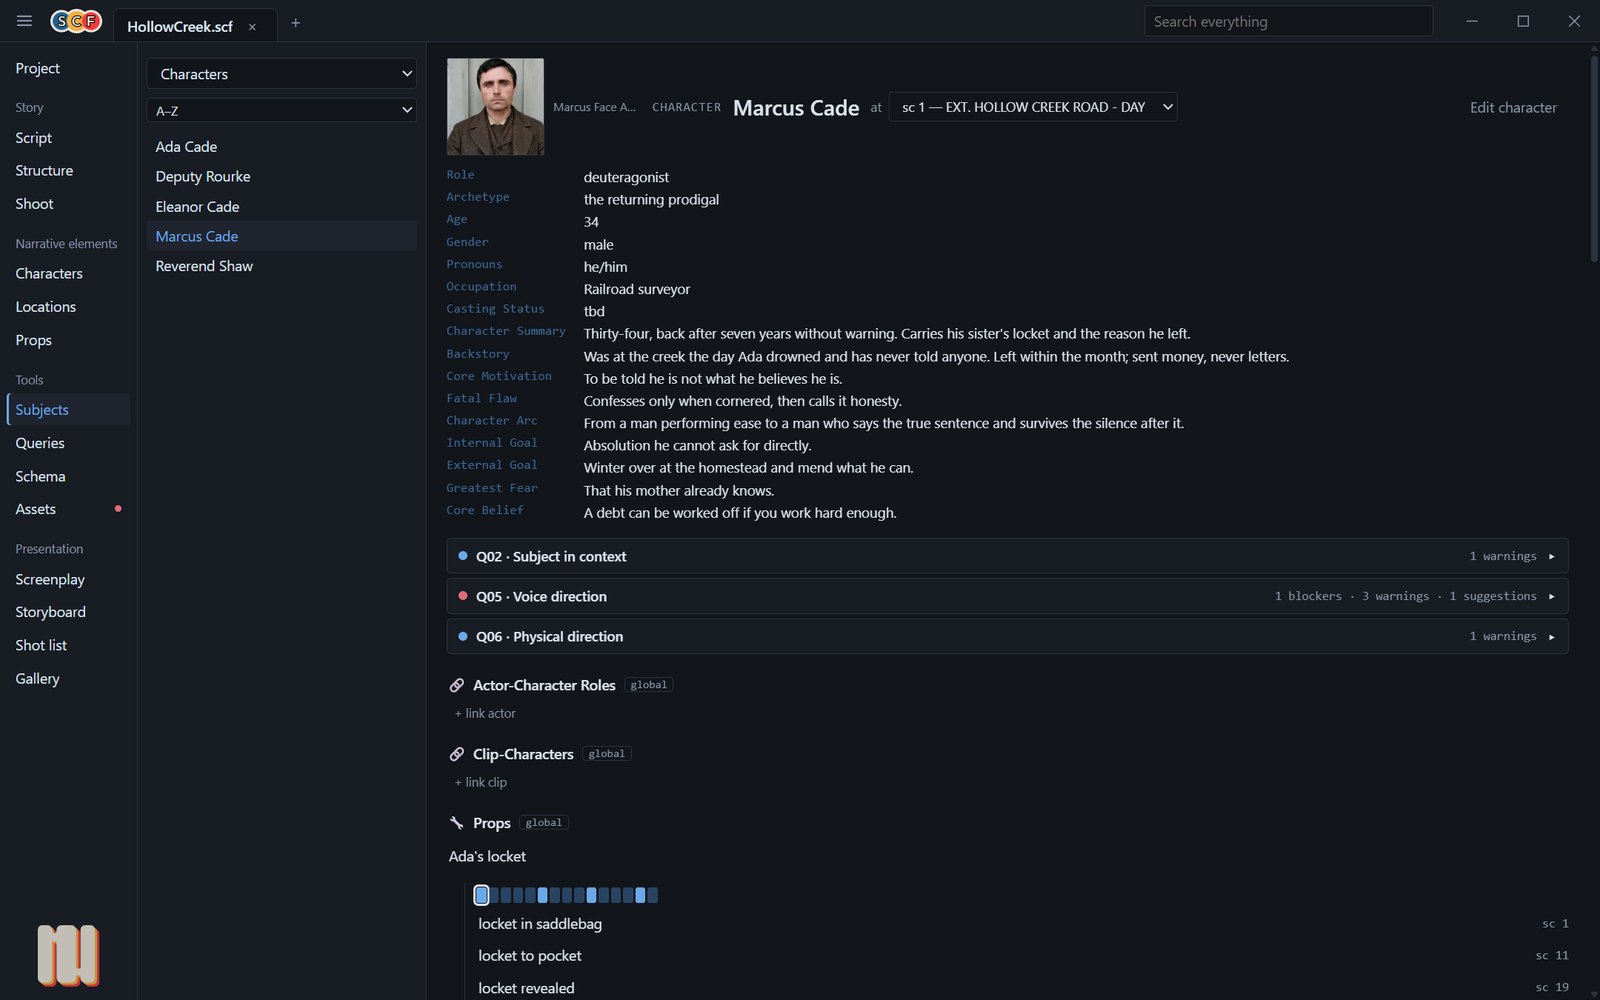 SCF
HollowCreek.scf ×
+
Search everything
Project
Story
Script
Structure
Shoot
Narrative elements
Characters
Locations
Props
Tools
Subjects
Queries
Schema
Assets
Presentation
Screenplay
Storyboard
Shot list
Gallery
Characters
A–Z
Ada Cade
Deputy Rourke
Eleanor Cade
Marcus Cade
Reverend Shaw
Marcus Face A... CHARACTER Marcus Cade at sc 1 — EXT. HOLLOW CREEK ROAD - DAY Edit character
Role deuteragonist
Archetype the returning prodigal
Age 34
Gender male
Pronouns he/him
Occupation Railroad surveyor
Casting Status tbd
Character Summary Thirty-four, back after seven years without warning. Carries his sister's locket and the reason he left.
Backstory Was at the creek the day Ada drowned and has never told anyone. Left within the month; sent money, never letters.
Core Motivation To be told he is not what he believes he is.
Fatal Flaw Confesses only when cornered, then calls it honesty.
Character Arc From a man performing ease to a man who says the true sentence and survives the silence after it.
Internal Goal Absolution he cannot ask for directly.
External Goal Winter over at the homestead and mend what he can.
Greatest Fear That his mother already knows.
Core Belief A debt can be worked off if you work hard enough.
Q02 · Subject in context 1 warnings
Q05 · Voice direction 1 blockers · 3 warnings · 1 suggestions
Q06 · Physical direction 1 warnings
Actor-Character Roles global
+ link actor
Clip-Characters global
+ link clip
Props global
Ada's locket
locket in saddlebag sc 1
locket to pocket sc 11
locket revealed sc 19